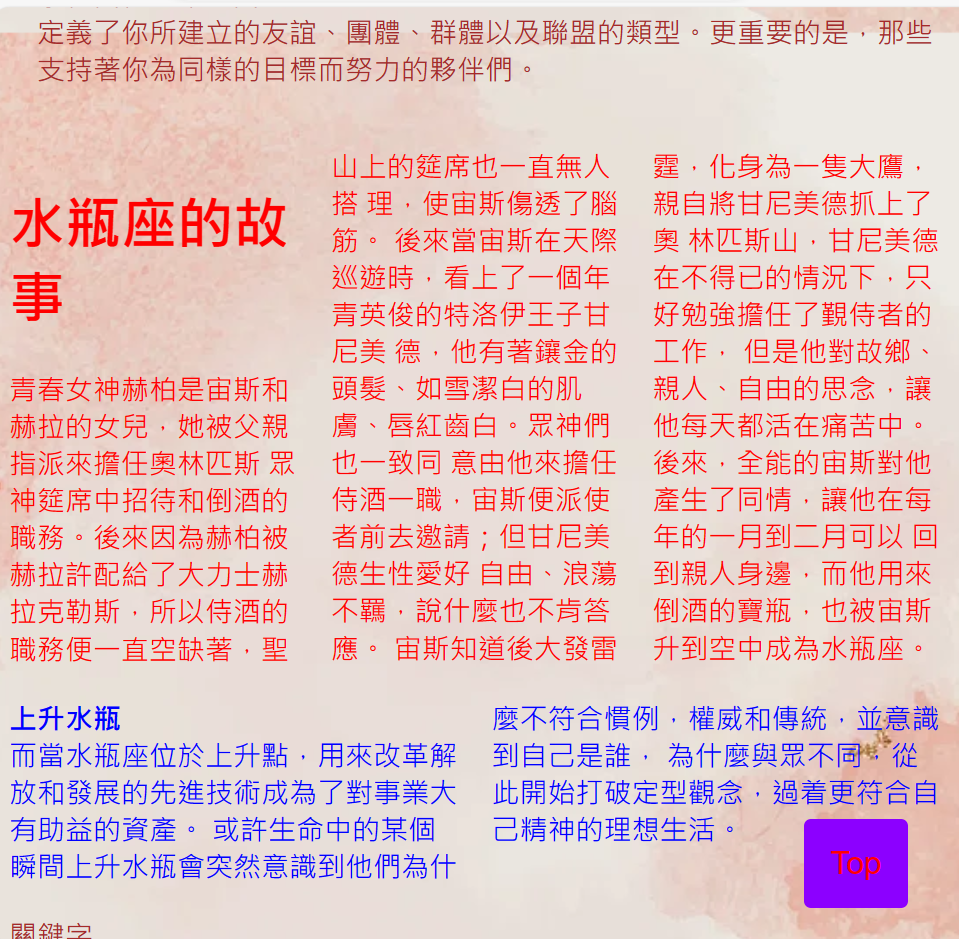 定義了你所建立的友誼、團體、群體以及聯盟的類型。更重要的是，那些
支持著你為同樣的目標而努力的夥伴們。
水瓶座的故
事
青春女神赫柏是宙斯和
赫拉的女兒，她被父親
指派來擔任奧林匹斯 眾
神筵席中招待和倒酒的
職務。後來因為赫柏被
赫拉許配給了大力士赫
拉克勒斯，所以侍酒的
職務便一直空缺著，聖
山上的筵席也一直無人
搭 理，使宙斯傷透了腦
筋。 後來當宙斯在天際
巡遊時，看上了一個年
青英俊的特洛伊王子甘
尼美 德，他有著鑲金的
頭髮、如雪潔白的肌
膚、唇紅齒白。眾神們
也一致同 意由他來擔任
侍酒一職，宙斯便派使
者前去邀請；但甘尼美
德生性愛好 自由、浪蕩
不羈，說什麼也不肯答
應。 宙斯知道後大發雷
霆，化身為一隻大鷹，
親自將甘尼美德抓上了
奧 林匹斯山，甘尼美德
在不得已的情況下，只
好勉強擔任了觐侍者的
工作， 但是他對故鄉、
親人、自由的思念，讓
他每天都活在痛苦中。
後來，全能的宙斯對他
產生了同情，讓他在每
年的一月到二月可以 回
到親人身邊，而他用來
倒酒的寶瓶，也被宙斯
升到空中成為水瓶座。
上升水瓶
而當水瓶座位於上升點，用來改革解
放和發展的先進技術成為了對事業大
有助益的資產。 或許生命中的某個
瞬間上升水瓶會突然意識到他們為什
麼不符合慣例，權威和傳統，並意識
到自己是誰， 為什麼與眾不同，從
此開始打破定型觀念，過着更符合自
己精神的理想生活。
Top
關鍵字